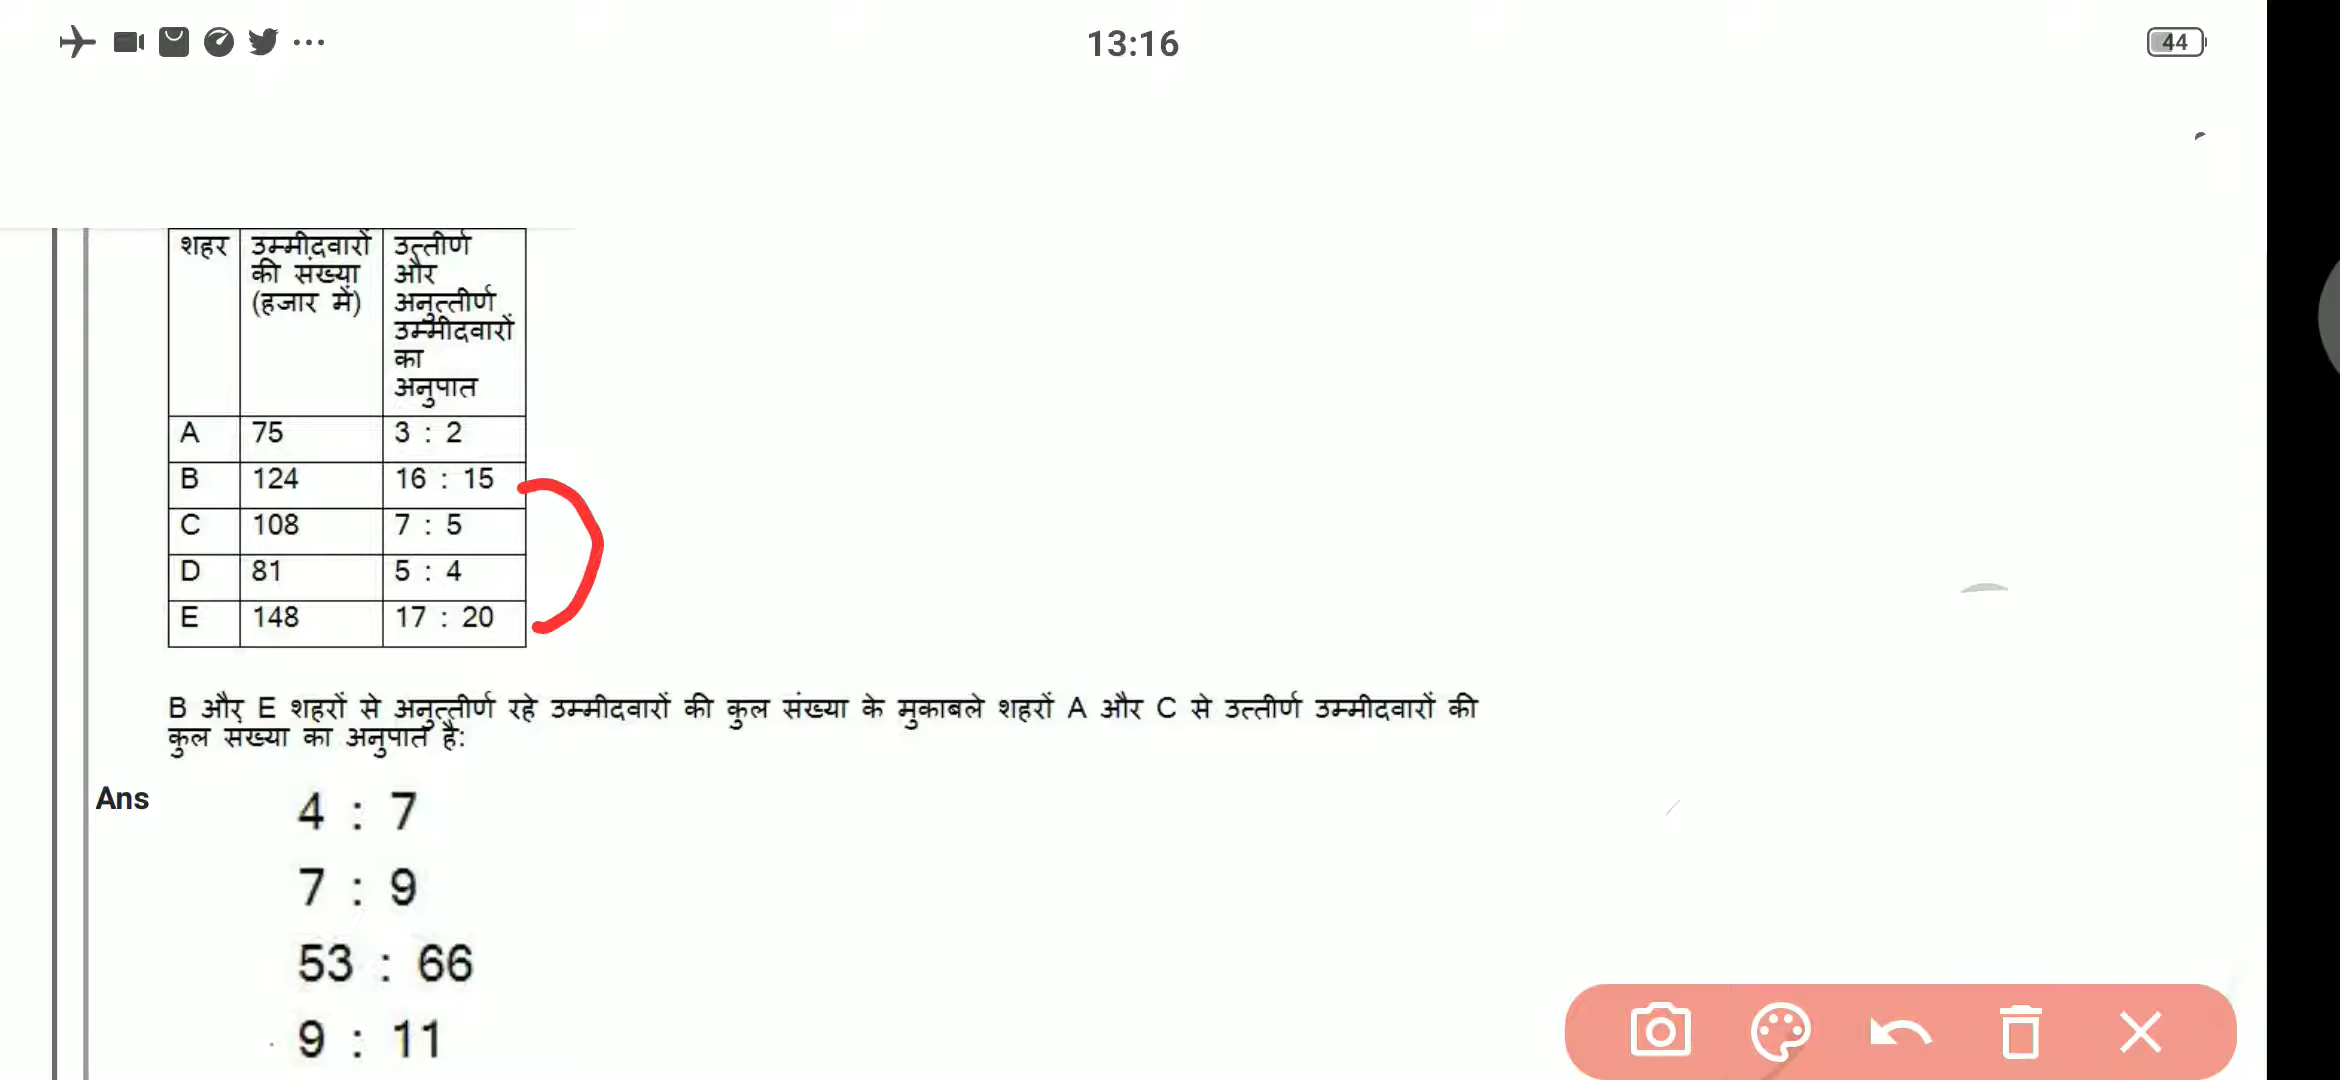 13:16
44
शहर उम्मीदवारों की संख्या (हजार में) उत्तीर्ण और अनुत्तीर्ण उम्मीदवारों का अनुपात
A 75 3 : 2
B 124 16 : 15
C 108 7 : 5
D 81 5 : 4
E 148 17 : 20
B और E शहरों से अनुत्तीर्ण रहे उम्मीदवारों की कुल संख्या के मुकाबले शहरों A और C से उत्तीर्ण उम्मीदवारों की
कुल संख्या का अनुपात है:
Ans 4 : 7
7 : 9
53 : 66
9 : 11